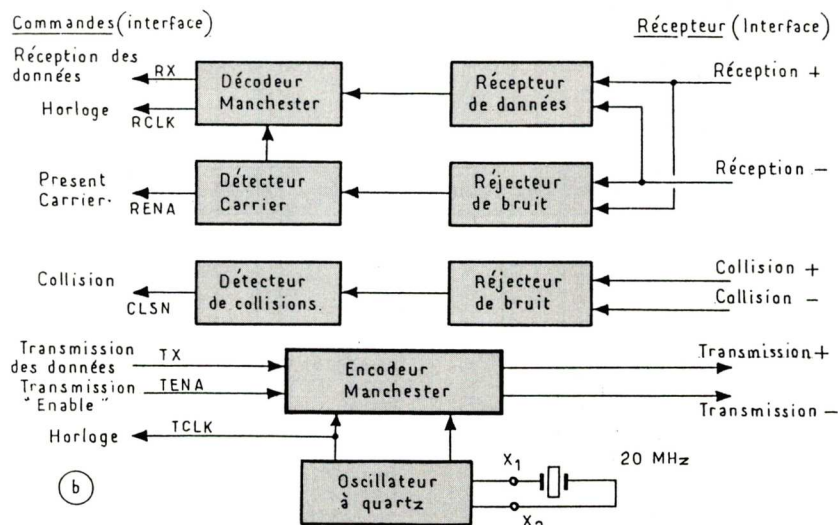 Commandes (interface)
Récepteur (Interface)
Réception des
données
RX
Horloge
RCLK
Décodeur
Manchester
Récepteur
de données
Réception +
Present
Carrier.
RENA
Détecteur
Carrier
Réjecteur
de bruit
Réception –
Collision
CLSN
Détecteur
de collisions.
Réjecteur
de bruit
Collision +
Collision –
Transmission
des données
TX
Transmission
"Enable"
TENA
Encodeur
Manchester
Transmission+
Transmission –
Horloge
TCLK
Oscillateur
à quartz
X1
20 MHz
b